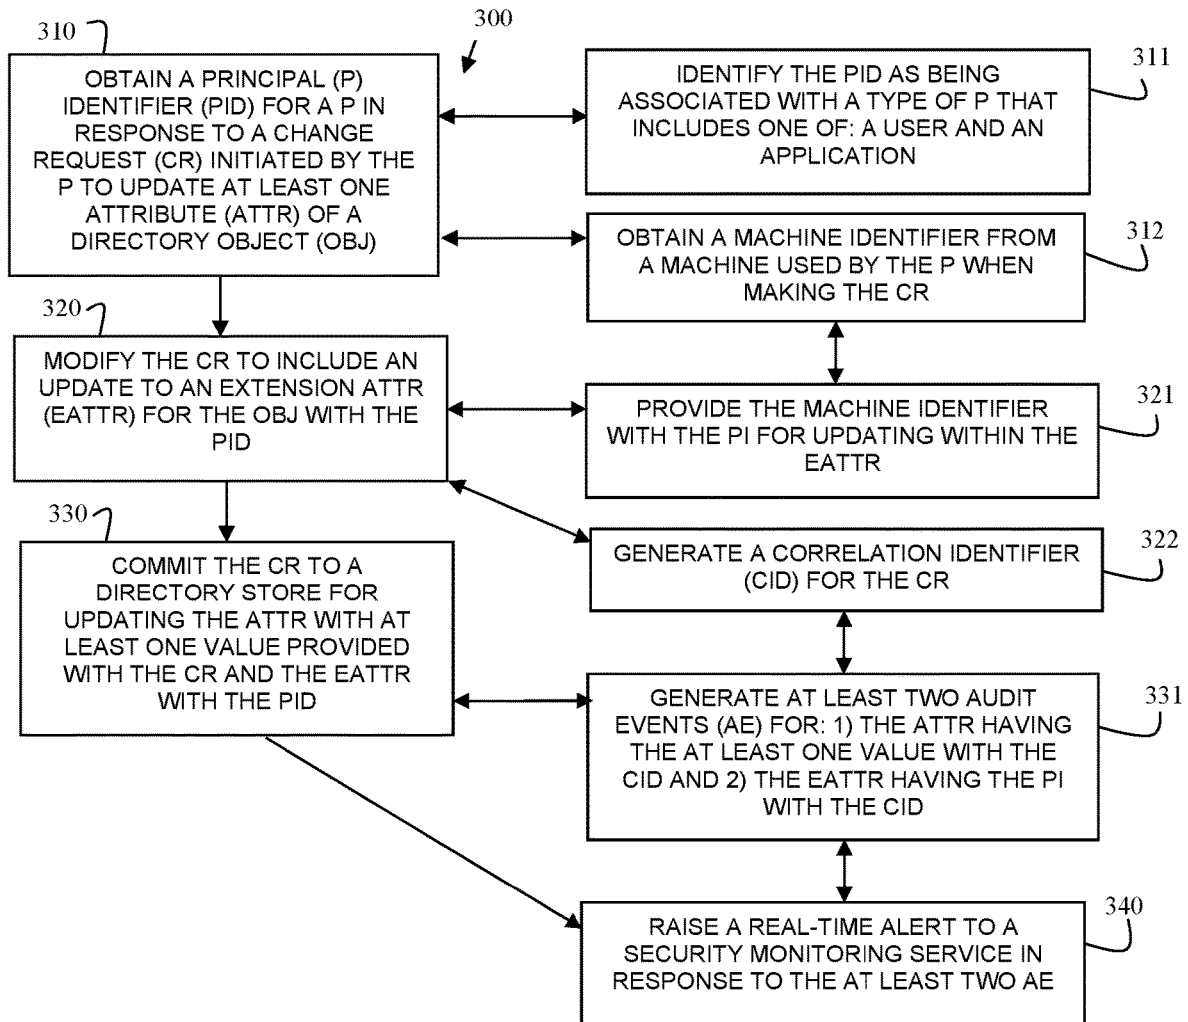 300
310
OBTAIN A PRINCIPAL (P)
IDENTIFIER (PID) FOR A P IN
RESPONSE TO A CHANGE
REQUEST (CR) INITIATED BY THE
P TO UPDATE AT LEAST ONE
ATTRIBUTE (ATTR) OF A
DIRECTORY OBJECT (OBJ)
311
IDENTIFY THE PID AS BEING
ASSOCIATED WITH A TYPE OF P THAT
INCLUDES ONE OF: A USER AND AN
APPLICATION
312
OBTAIN A MACHINE IDENTIFIER FROM
A MACHINE USED BY THE P WHEN
MAKING THE CR
320
MODIFY THE CR TO INCLUDE AN
UPDATE TO AN EXTENSION ATTR
(EATTR) FOR THE OBJ WITH THE
PID
321
PROVIDE THE MACHINE IDENTIFIER
WITH THE PI FOR UPDATING WITHIN THE
EATTR
322
GENERATE A CORRELATION IDENTIFIER
(CID) FOR THE CR
330
COMMIT THE CR TO A
DIRECTORY STORE FOR
UPDATING THE ATTR WITH AT
LEAST ONE VALUE PROVIDED
WITH THE CR AND THE EATTR
WITH THE PID
331
GENERATE AT LEAST TWO AUDIT
EVENTS (AE) FOR: 1) THE ATTR HAVING
THE AT LEAST ONE VALUE WITH THE
CID AND 2) THE EATTR HAVING THE PI
WITH THE CID
340
RAISE A REAL-TIME ALERT TO A
SECURITY MONITORING SERVICE IN
RESPONSE TO THE AT LEAST TWO AE